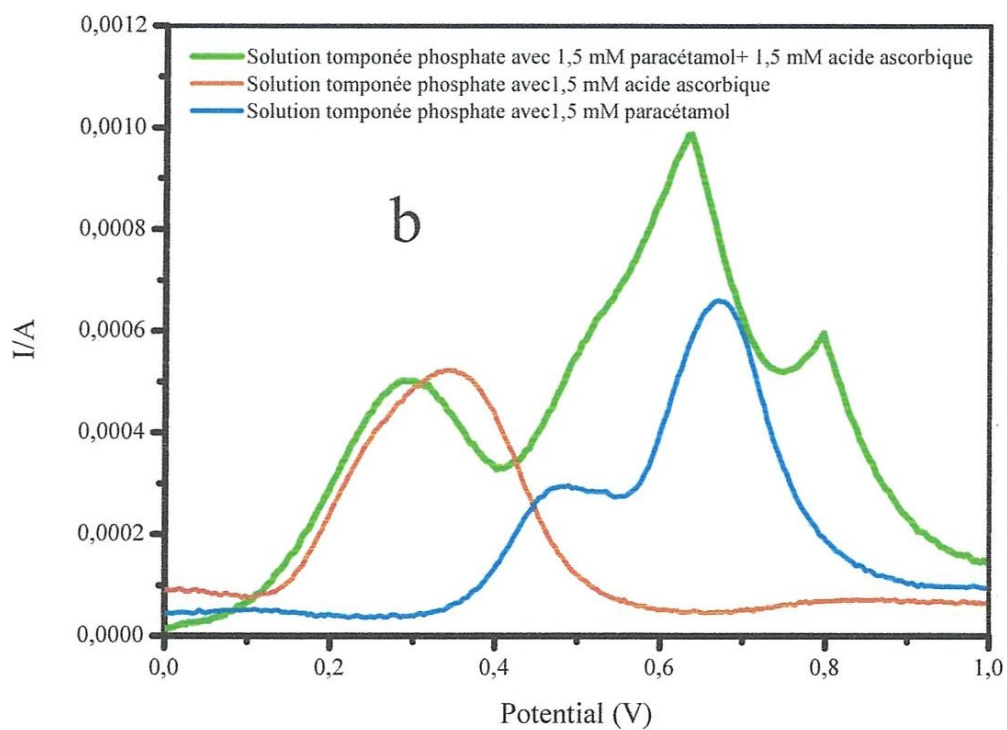 0,0012
Solution tomponée phosphate avec 1,5 mM paracétamol+ 1,5 mM acide ascorbique
Solution tomponée phosphate avec1,5 mM acide ascorbique
Solution tomponée phosphate avec1,5 mM paracétamol
0,0010
b
0,0008
0,0006
I/A
0,0004
0,0002
0,0000
0,0
0,2
0,4
0,6
0,8
1,0
Potential (V)